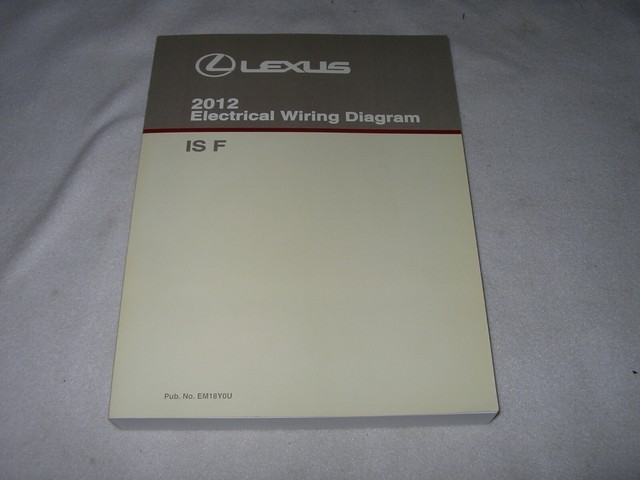 LEXUS
2012
Electrical Wiring Diagram
IS F
Pub. No. EM18Y0U